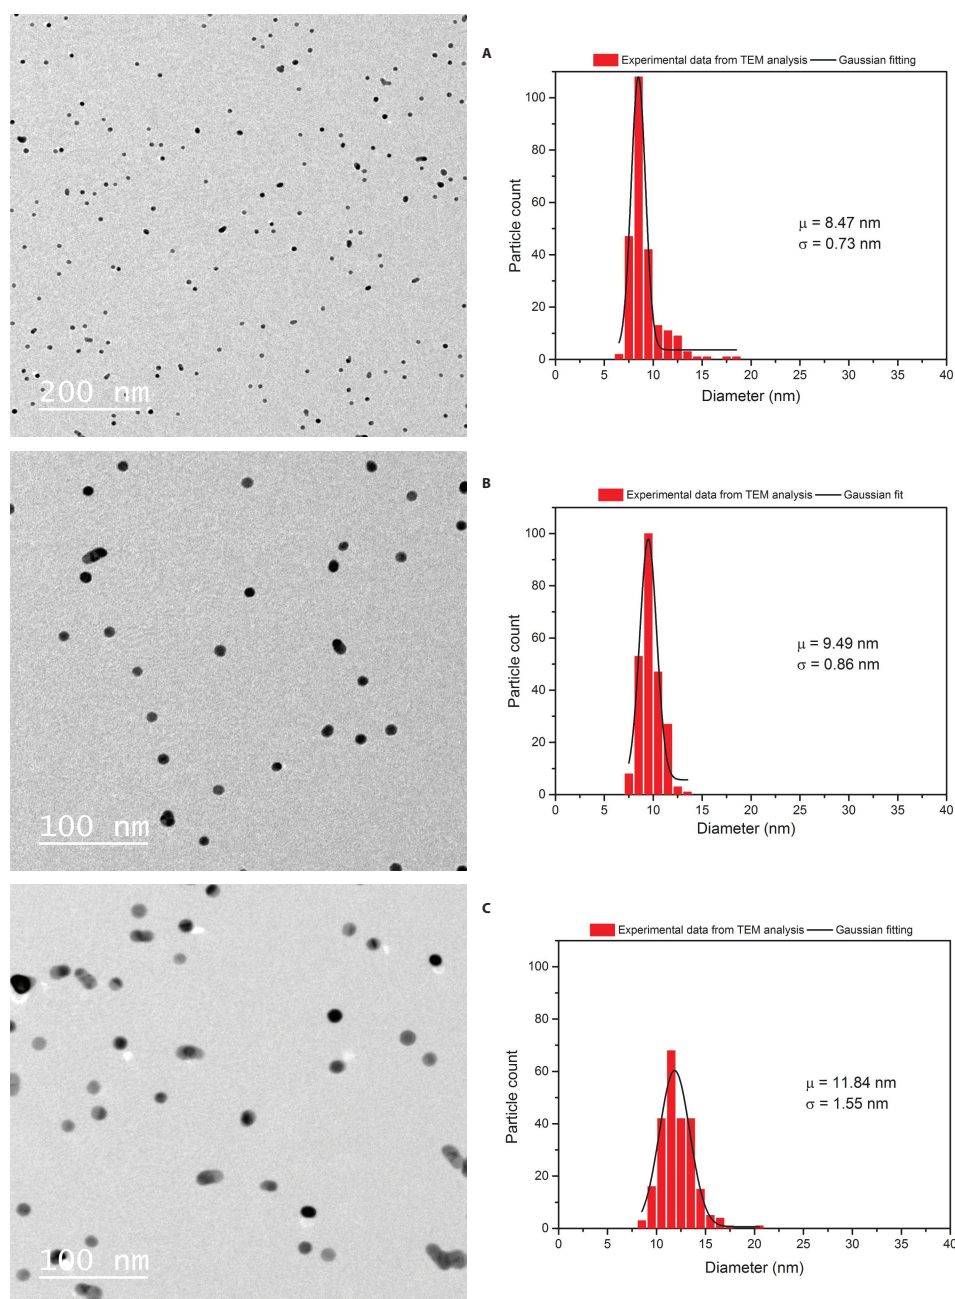 A
Experimental data from TEM analysis Gaussian fitting
100
80
60
40
20
0
Particle count
μ = 8.47 nm
σ = 0.73 nm
0 5 10 15 20 25 30 35 40
Diameter (nm)
200 nm
B
Experimental data from TEM analysis Gaussian fit
100
80
60
40
20
0
Particle count
μ = 9.49 nm
σ = 0.86 nm
0 5 10 15 20 25 30 35 40
Diameter (nm)
100 nm
C
Experimental data from TEM analysis Gaussian fitting
100
80
60
40
20
0
Particle count
μ = 11.84 nm
σ = 1.55 nm
0 5 10 15 20 25 30 35 40
Diameter (nm)
100 nm